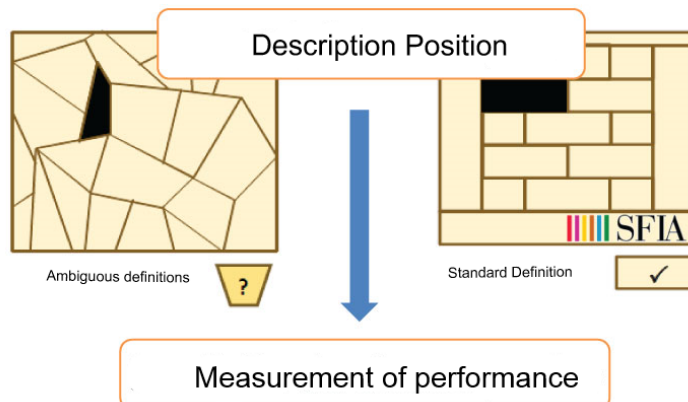 Description Position
SFIA
Ambiguous definitions
?
Standard Definition
✓
Measurement of performance